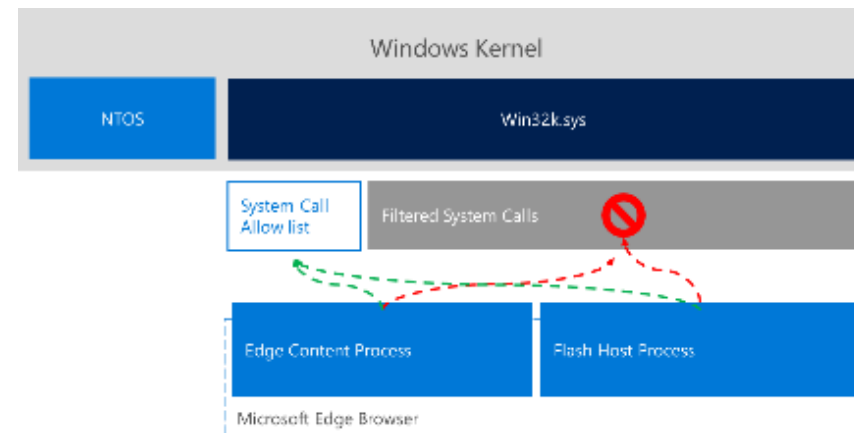 Windows Kernel
NTOS
Win32k.sys
System Call
Allow list
Filtered System Calls
Edge Content Process
Flash Host Process
Microsoft Edge Browser